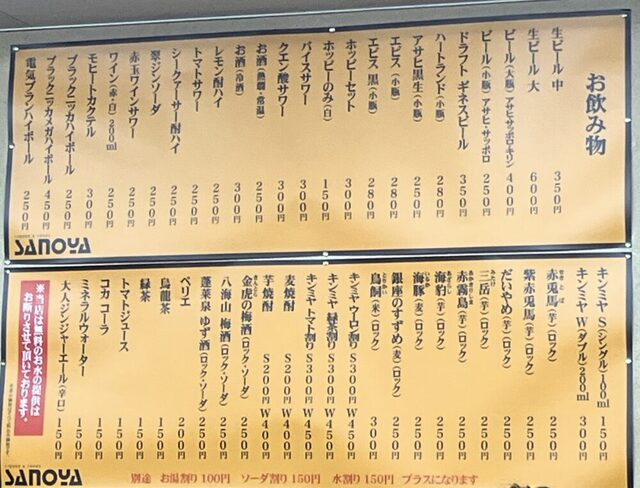 お飲み物
生ビール 中 350円
生ビール 大 600円
ビール(大瓶) アサヒ・サッポロ・キリン 400円
ビール(小瓶) アサヒ・サッポロ 250円
ドラフト ギネスビール 350円
ハートランド(小瓶) 280円
アサヒ黒生(小瓶) 250円
エビス(小瓶) 280円
エビス 黒(小瓶) 280円
ホッピーセット 300円
ホッピーのみ(白) 150円
バイスサワー 300円
クエン酸サワー 300円
お酒(熱燗・常温) 250円
お酒(冷酒) 300円
レモン酎ハイ 250円
トマトサワー 250円
シークァーサー酎ハイ 250円
翠ジンソーダ 250円
赤玉ワインサワー 250円
ワイン(赤・白) 200ml 250円
モヒートカクテル 300円
ブラックニッカハイボール 250円
ブラックニッカメガハイボール 450円
電気ブランハイボール 250円
SANOYA
キンミヤ S(シングル)100ml 150円
キンミヤ W(ダブル)200ml 300円
赤兎馬(芋)(ロック) 250円
紫赤兎馬(芋)(ロック) 250円
だいやめ(芋)(ロック) 250円
三岳(芋)(ロック) 250円
赤霧島(芋)(ロック) 250円
海豹(芋)(ロック) 250円
海豚(麦)(ロック) 250円
銀座のすずめ(麦)(ロック) 250円
鳥飼(米)(ロック) 300円
キンミヤ ウーロン割り S300円 W450円
キンミヤ 緑茶割り S300円 W450円
キンミヤ トマト割り S300円 W450円
麦焼酎 S200円 W400円
芋焼酎 S200円 W400円
金虎の梅酒(ロック・ソーダ) 250円
八海山 梅酒(ロック・ソーダ) 250円
蓬莱泉 ゆず酒(ロック・ソーダ) 250円
ペリエ 200円
烏龍茶 150円
緑茶 150円
トマトジュース 150円
コカ コーラ 150円
ミネラルウォーター 150円
大人ジンジャーエール(辛口) 150円
※当店は無料のお水の提供は
お断りさせて頂いております。
SANOYA
別途 お湯割り100円 ソーダ割り150円 水割り150円 プラスになります